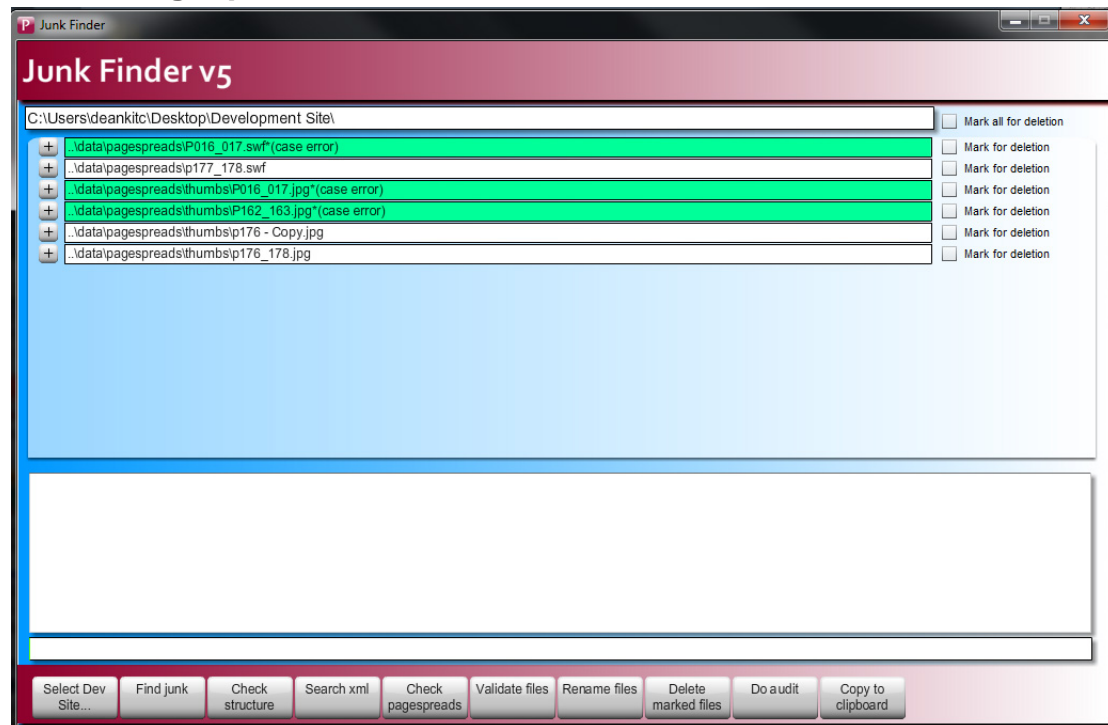 Junk Finder
Junk Finder v5
C:\Users\deankitc\Desktop\Development Site\
Mark all for deletion
+ ..\data\pagespreads\P016_017.swf*(case error) Mark for deletion
+ ..\data\pagespreads\p177_178.swf Mark for deletion
+ ..\data\pagespreads\thumbs\P016_017.jpg*(case error) Mark for deletion
+ ..\data\pagespreads\thumbs\P162_163.jpg*(case error) Mark for deletion
+ ..\data\pagespreads\thumbs\p176 - Copy.jpg Mark for deletion
+ ..\data\pagespreads\thumbs\p176_178.jpg Mark for deletion
Select Dev Site...
Find junk
Check structure
Search xml
Check pagespreads
Validate files
Rename files
Delete marked files
Do audit
Copy to clipboard